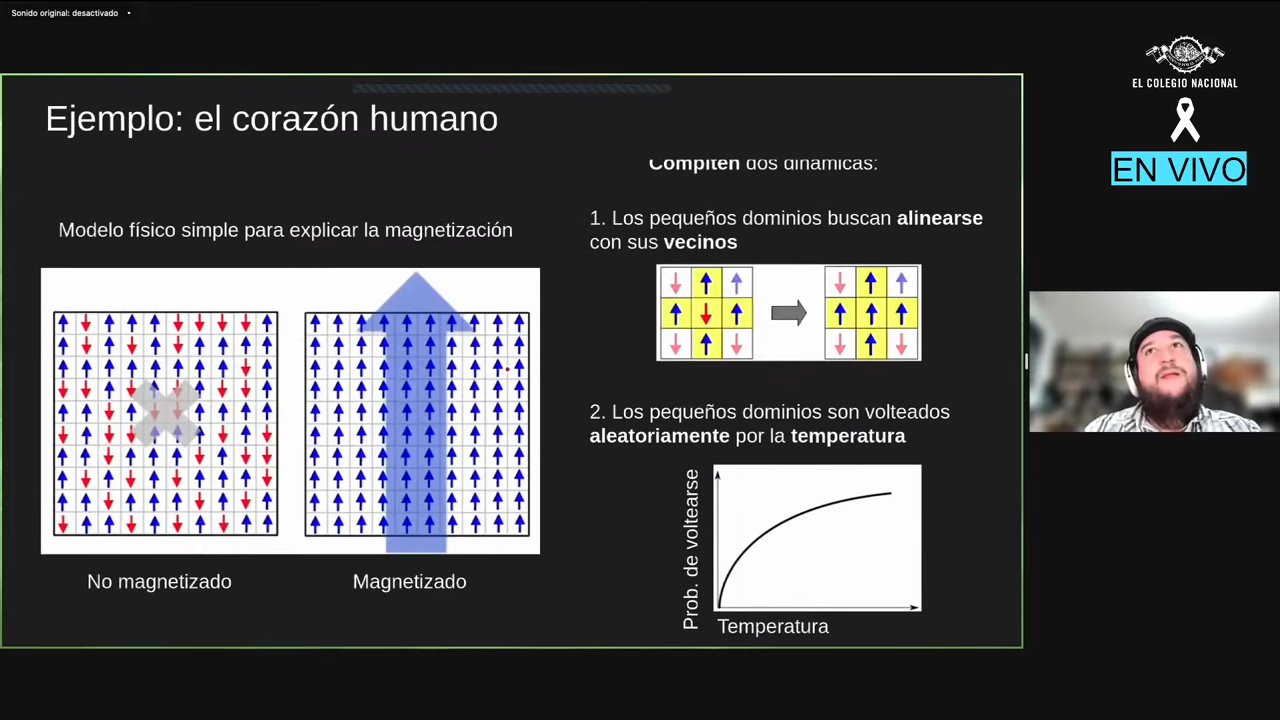 Sonido original: desactivado
EL COLEGIO NACIONAL
EN VIVO
Ejemplo: el corazón humano
Modelo físico simple para explicar la magnetización
No magnetizado
Magnetizado
Compiten dos dinámicas:
1. Los pequeños dominios buscan alinearse
con sus vecinos
2. Los pequeños dominios son volteados
aleatoriamente por la temperatura
Prob. de voltearse
Temperatura